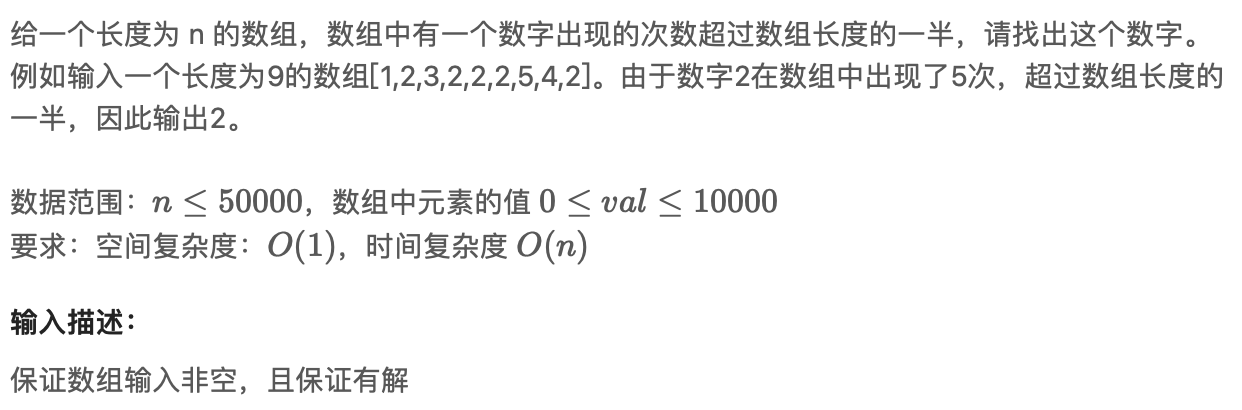 给一个长度为 n 的数组，数组中有一个数字出现的次数超过数组长度的一半，请找出这个数字。
例如输入一个长度为9的数组[1,2,3,2,2,2,5,4,2]。由于数字2在数组中出现了5次，超过数组长度的
一半，因此输出2。
数据范围：n ≤ 50000，数组中元素的值 0 ≤ val ≤ 10000
要求：空间复杂度：O(1)，时间复杂度 O(n)
输入描述：
保证数组输入非空，且保证有解